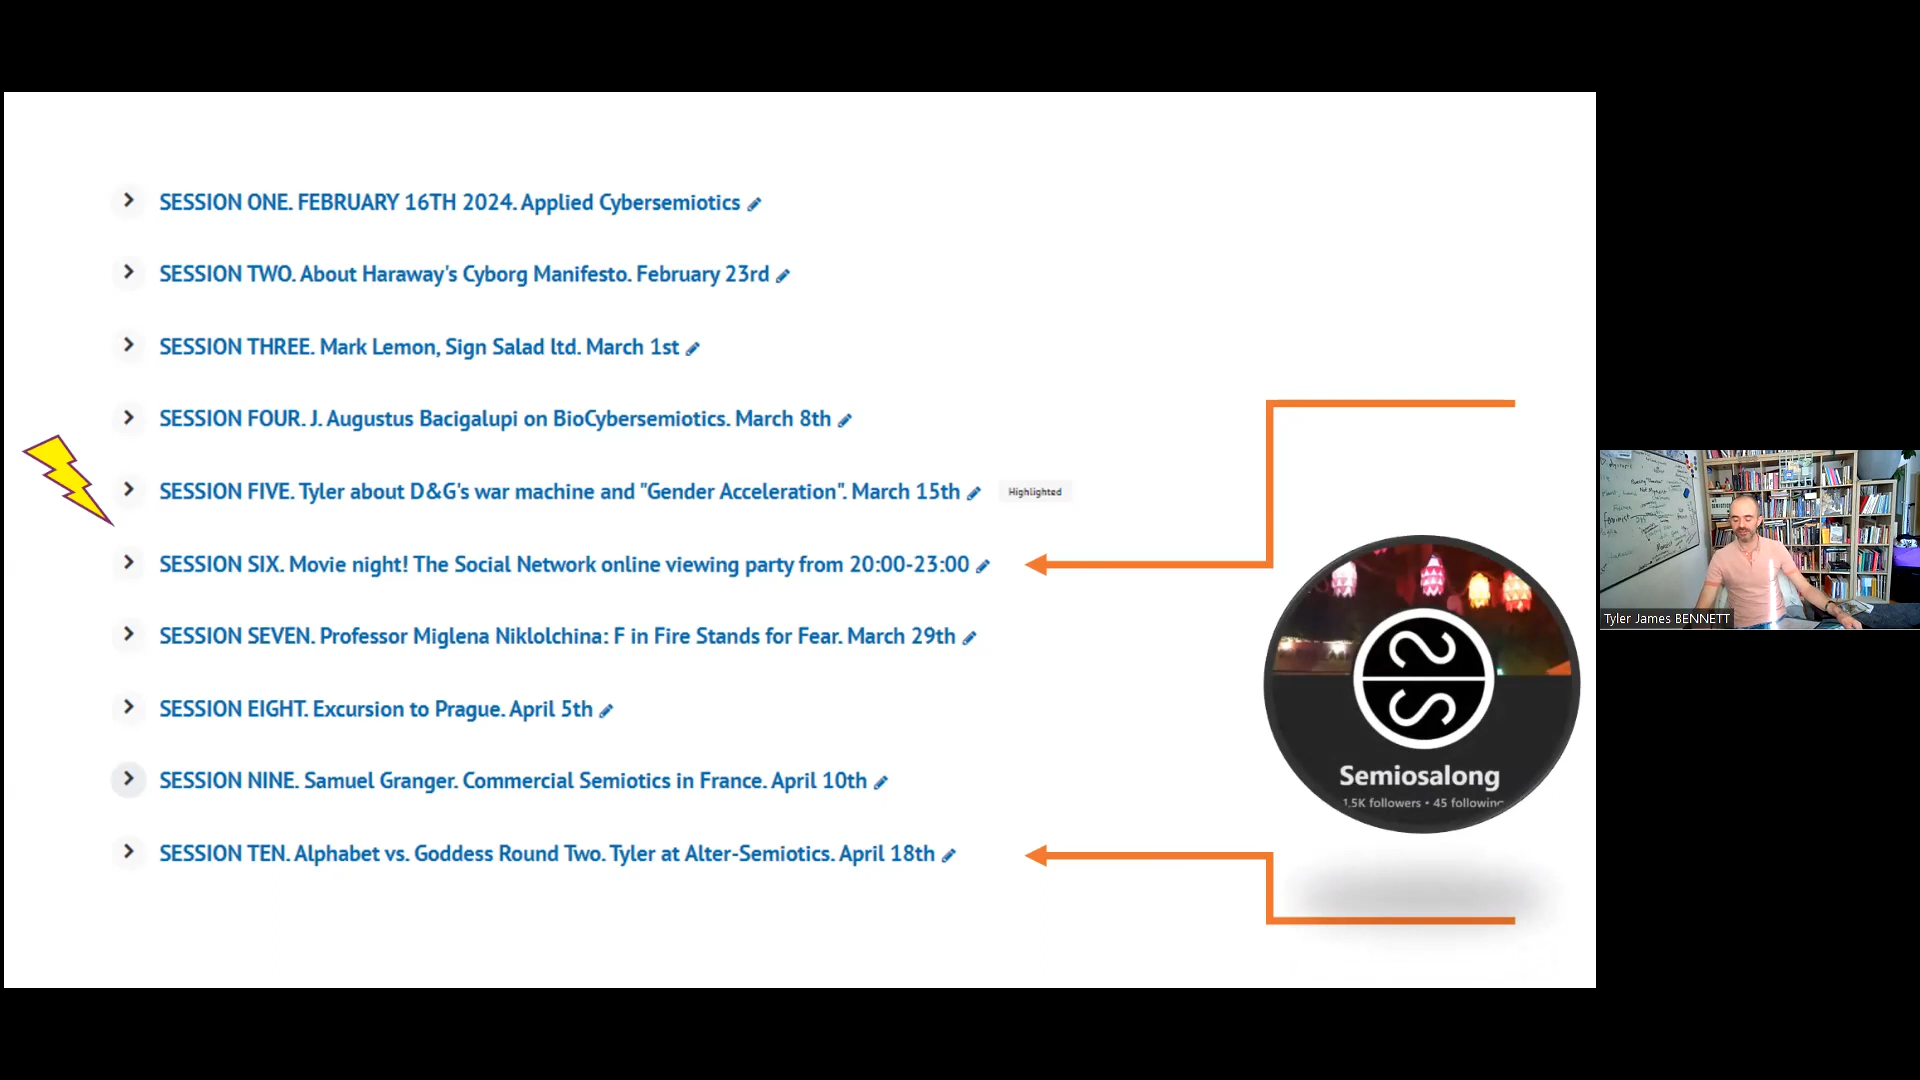 SESSION ONE. FEBRUARY 16TH 2024. Applied Cybersemiotics
SESSION TWO. About Haraway's Cyborg Manifesto. February 23rd
SESSION THREE. Mark Lemon, Sign Salad ltd. March 1st
SESSION FOUR. J. Augustus Bacigalupi on BioCybersemiotics. March 8th
SESSION FIVE. Tyler about D&G's war machine and "Gender Acceleration". March 15th Highlighted
SESSION SIX. Movie night! The Social Network online viewing party from 20:00-23:00
SESSION SEVEN. Professor Miglena Niklolchina: F in Fire Stands for Fear. March 29th
SESSION EIGHT. Excursion to Prague. April 5th
SESSION NINE. Samuel Granger. Commercial Semiotics in France. April 10th
SESSION TEN. Alphabet vs. Goddess Round Two. Tyler at Alter-Semiotics. April 18th
Semiosalong
1.5K followers • 45 following
Tyler James BENNETT